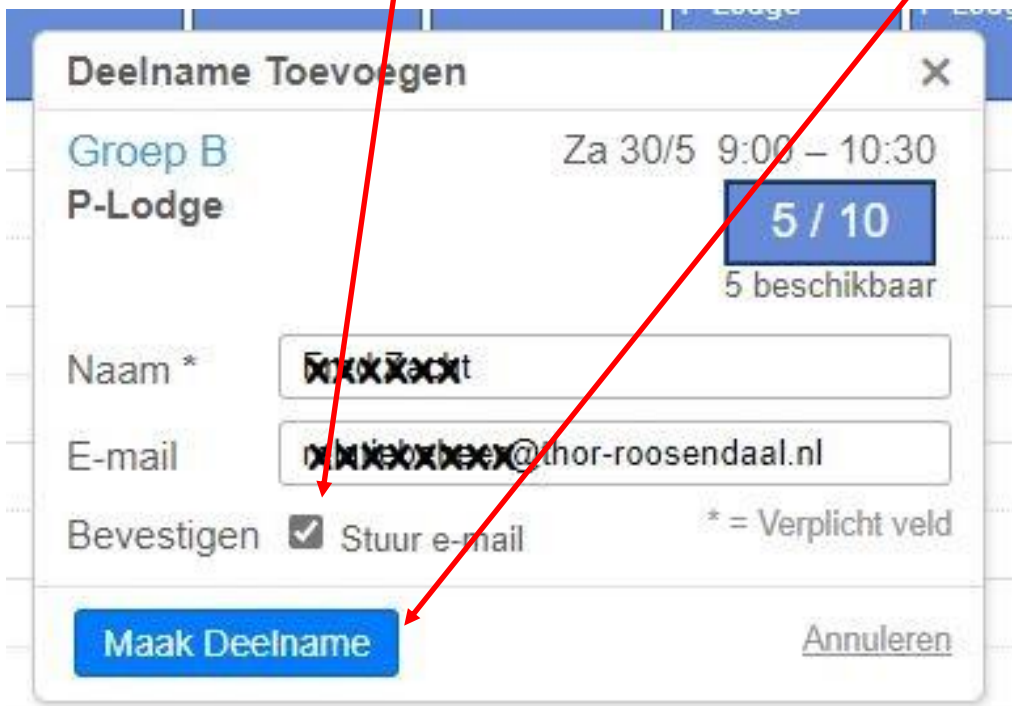 Deelname Toevoegen ×
Groep B Za 30/5 9:00 – 10:30
P-Lodge
5 / 10
5 beschikbaar
Naam *
E-mail @thor-roosendaal.nl
Bevestigen Stuur e-mail * = Verplicht veld
Maak Deelname Annuleren